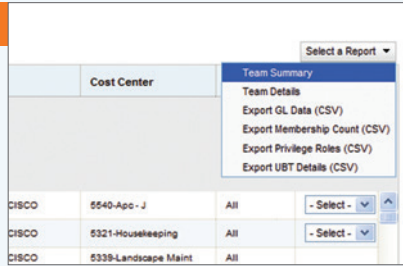 Select a Report
Cost Center
Team Summary
Team Details
Export GL Data (CSV)
Export Membership Count (CSV)
Export Privilege Roles (CSV)
Export UBT Details (CSV)
CISCO 5540-Apc - J All - Select -
CISCO 5321-Housekeeping All - Select -
CISCO 5339-Landscape Maint All